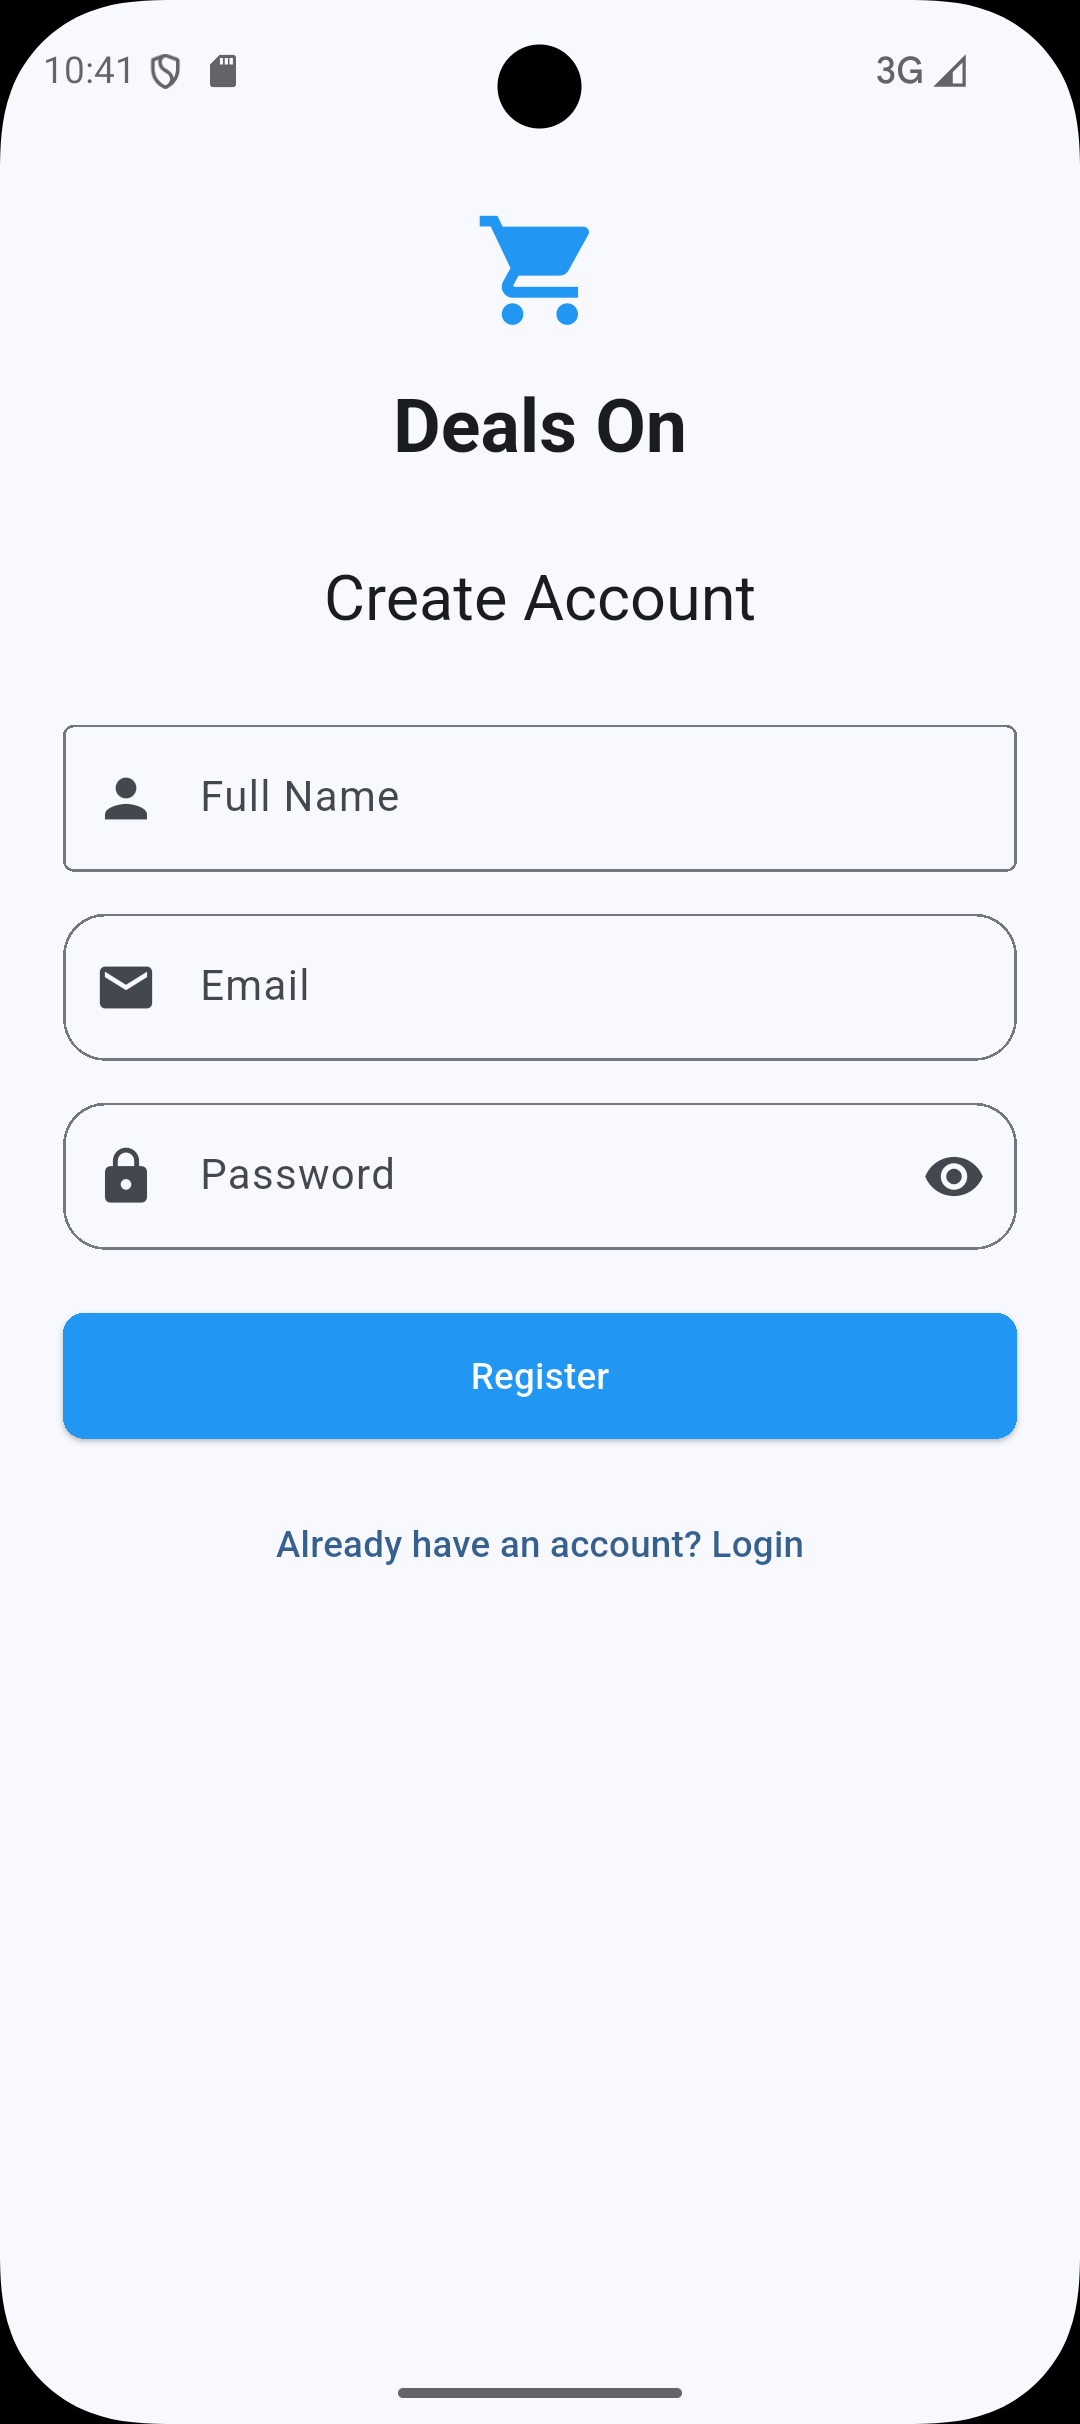 10:41
3G
Deals On
Create Account
Full Name
Email
Password
Register
Already have an account? Login